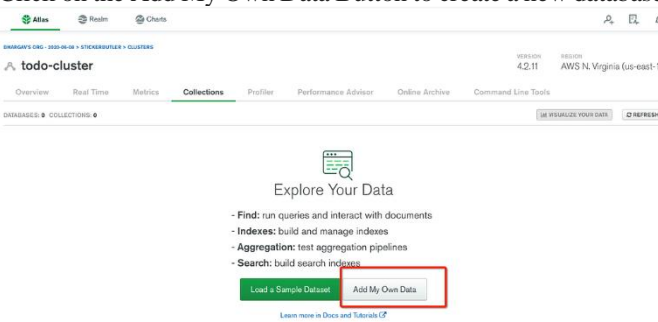 Click on the Add My Own Data Button to create a new database
Atlas Realm Charts
BHARGAV'S ORG - 2020-06-08 > STICKERBUTLER > CLUSTERS
todo-cluster
VERSION REGION
4.2.11 AWS N. Virginia (us-east-1
Overview Real Time Metrics Collections Profiler Performance Advisor Online Archive Command Line Tools
DATABASES: 0 COLLECTIONS: 0 VISUALIZE YOUR DATA REFRESH
Explore Your Data
- Find: run queries and interact with documents
- Indexes: build and manage indexes
- Aggregation: test aggregation pipelines
- Search: build search indexes
Load a Sample Dataset Add My Own Data
Learn more in Docs and Tutorials